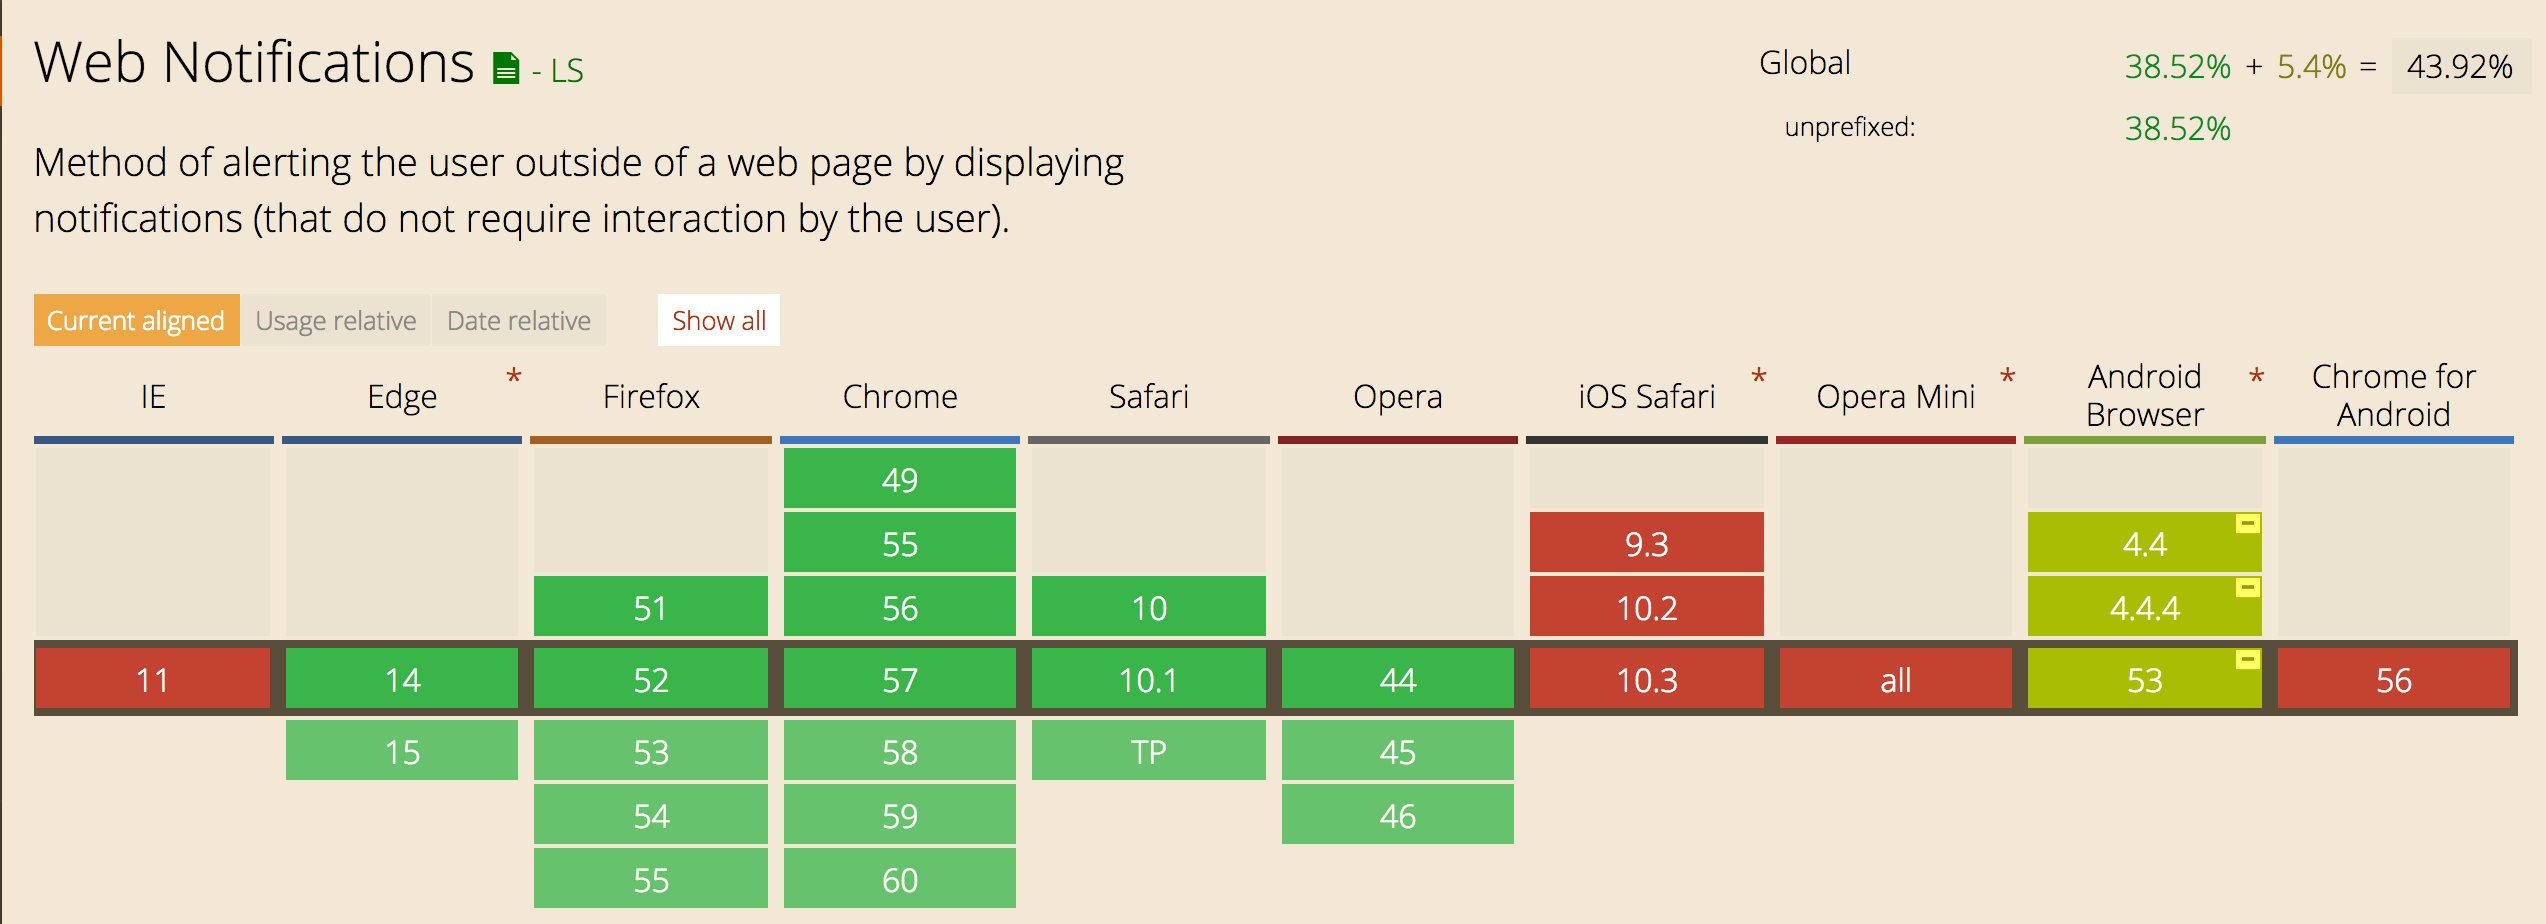 Web Notifications - LS
Global 38.52% + 5.4% = 43.92%
unprefixed: 38.52%
Method of alerting the user outside of a web page by displaying
notifications (that do not require interaction by the user).
Current aligned Usage relative Date relative Show all
IE Edge * Firefox Chrome Safari Opera iOS Safari * Opera Mini * Android Browser * Chrome for Android
49
55 9.3 4.4
51 56 10 10.2 4.4.4
11 14 52 57 10.1 44 10.3 all 53 56
15 53 58 TP 45
54 59 46
55 60